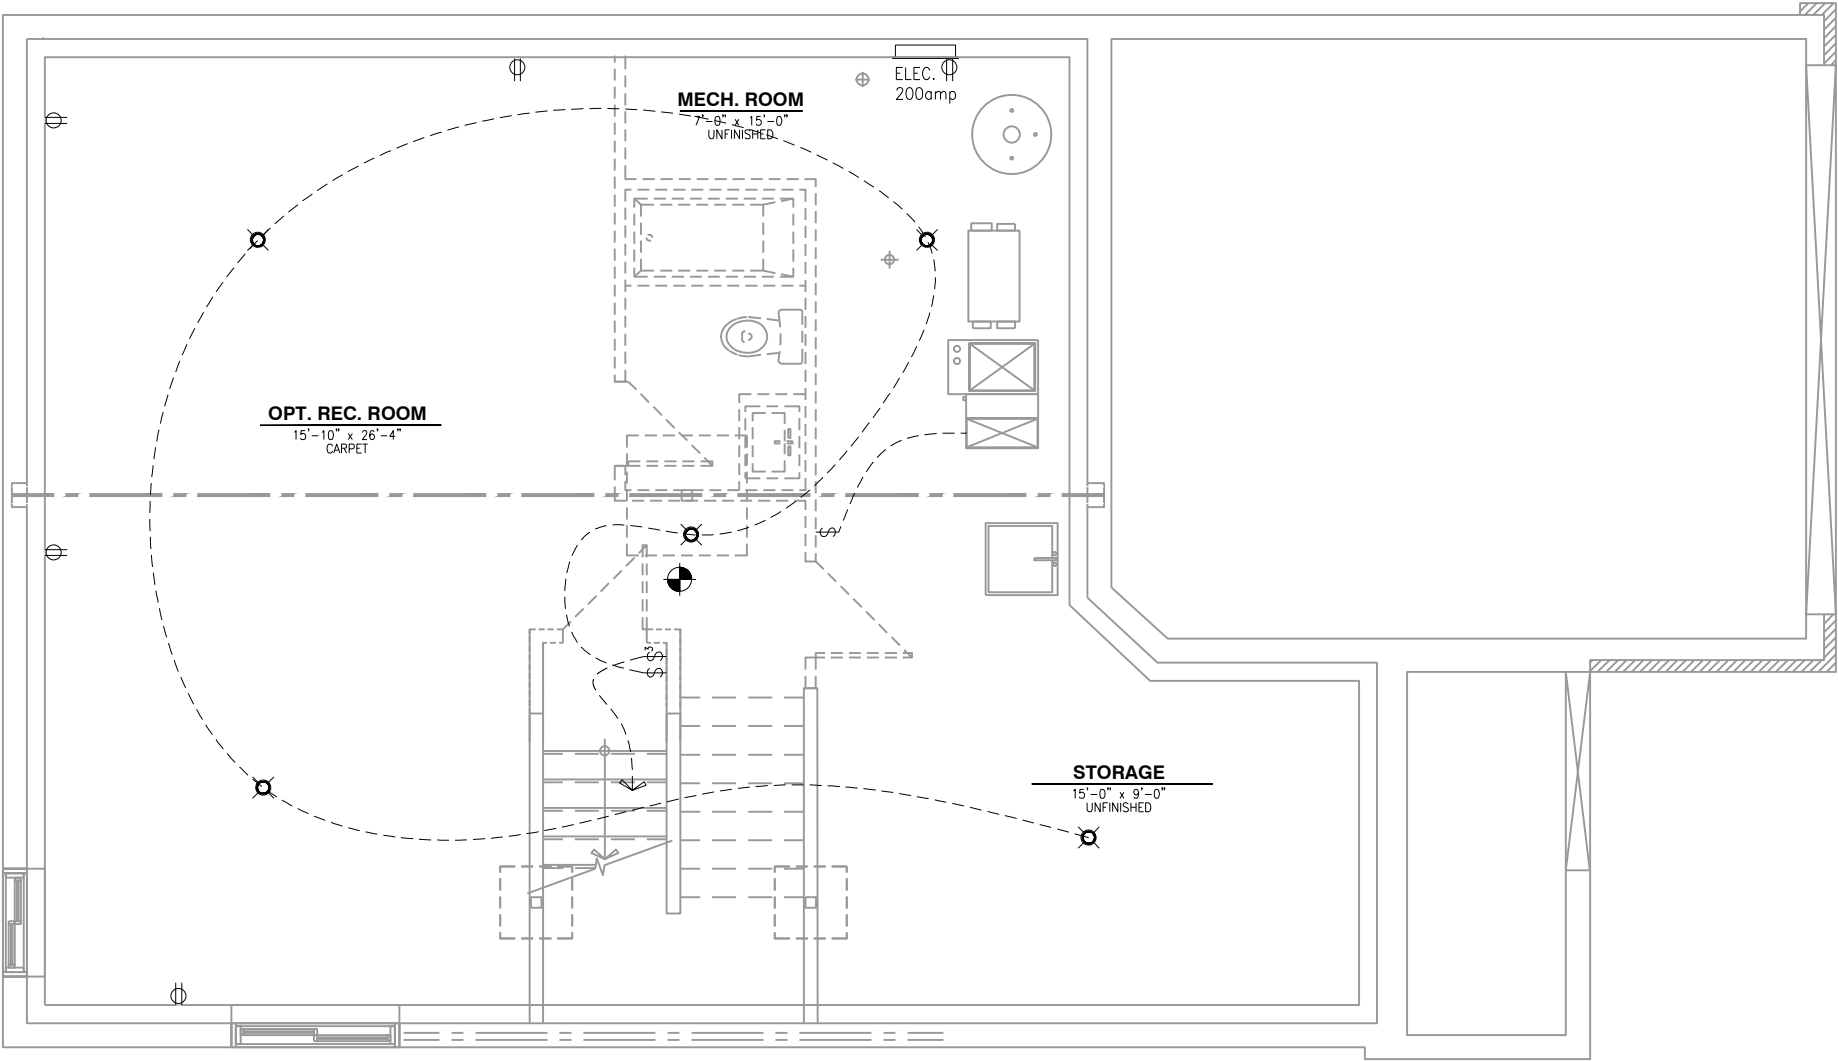 ELEC.
200amp
MECH. ROOM
7'-0" x 15'-0"
UNFINISHED
OPT. REC. ROOM
15'-10" x 26'-4"
CARPET
$
$ $³
STORAGE
15'-0" x 9'-0"
UNFINISHED